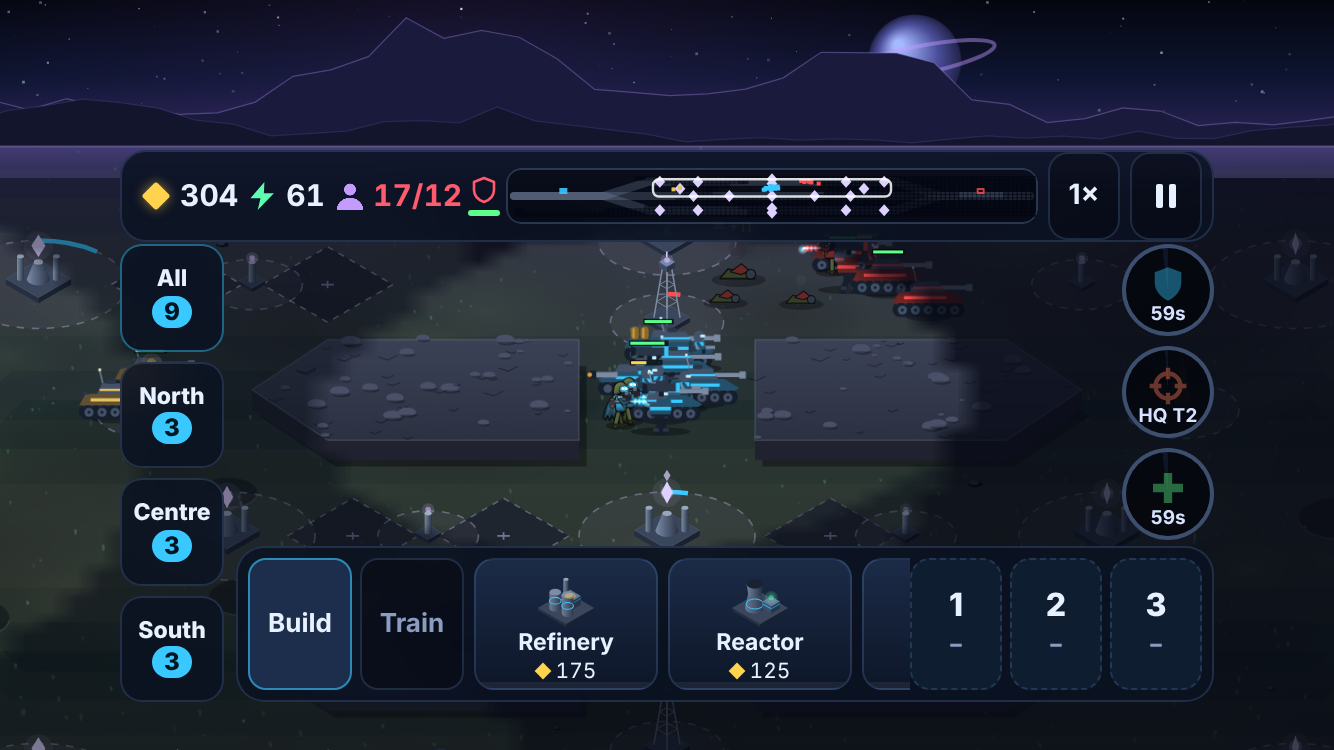 304 61 17/12 1×
All
9
North
3
Centre
3
South
3
59s
HQ T2
59s
Build
Train
Refinery
175
Reactor
125
1
–
2
–
3
–